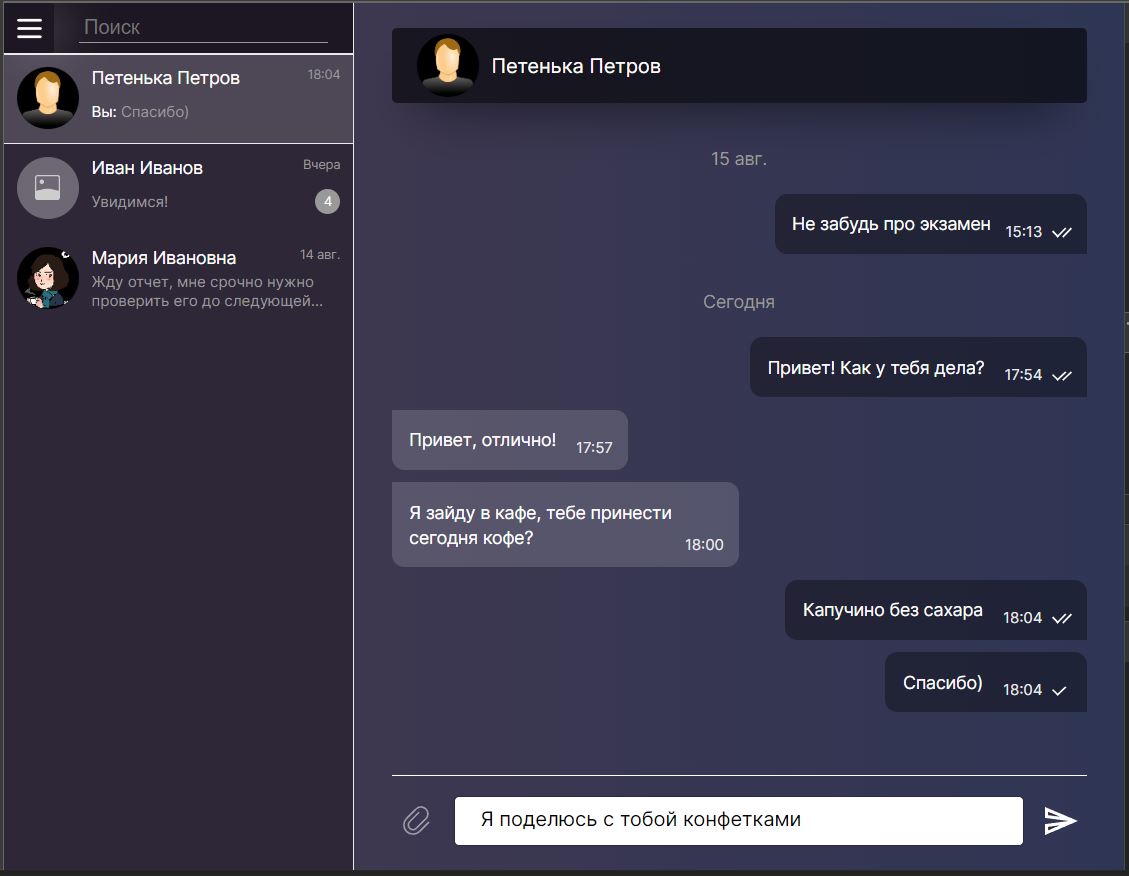 Поиск
Петенька Петров
18:04
Вы: Спасибо)
Иван Иванов
Вчера
Увидимся!
4
Мария Ивановна
14 авг.
Жду отчет, мне срочно нужно
проверить его до следующей...
Петенька Петров
15 авг.
Не забудь про экзамен 15:13
Сегодня
Привет! Как у тебя дела? 17:54
Привет, отлично! 17:57
Я зайду в кафе, тебе принести
сегодня кофе? 18:00
Капучино без сахара 18:04
Спасибо) 18:04
Я поделюсь с тобой конфетками